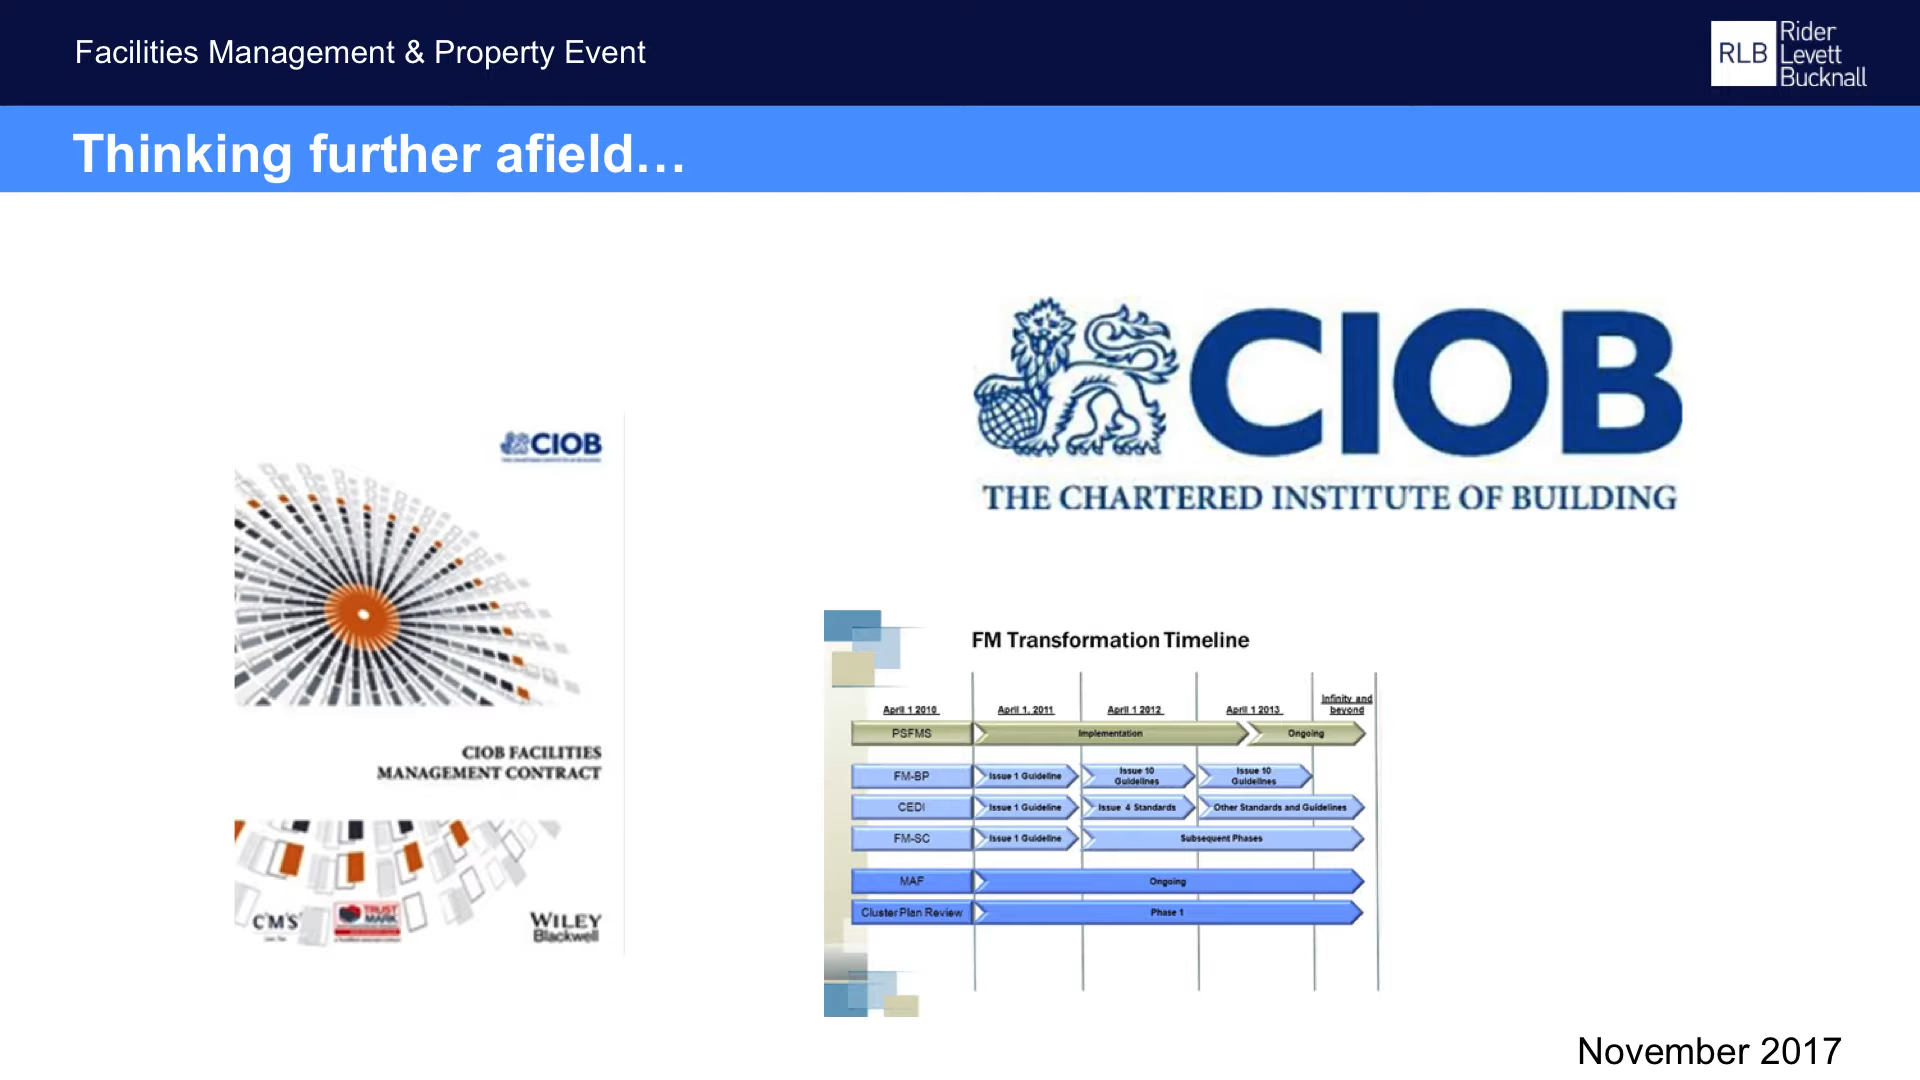 Facilities Management & Property Event
RLB
Rider
Levett
Bucknall
Thinking further afield…
CIOB
THE CHARTERED INSTITUTE OF BUILDING
CIOB
CIOB FACILITIES
MANAGEMENT CONTRACT
C'M'S'
TRUST
MARK
WILEY
Blackwell
FM Transformation Timeline
April 1 2010
April 1, 2011
April 1 2012
April 1 2013
Infinity and
beyond
PSFMS
Implementation
Ongoing
FM-BP
Issue 1 Guideline
Issue 10
Guidelines
Issue 10
Guidelines
CEDI
Issue 1 Guideline
Issue 4 Standards
Other Standards and Guidelines
FM-SC
Issue 1 Guideline
Subsequent Phases
MAF
Ongoing
Cluster Plan Review
Phase 1
November 2017